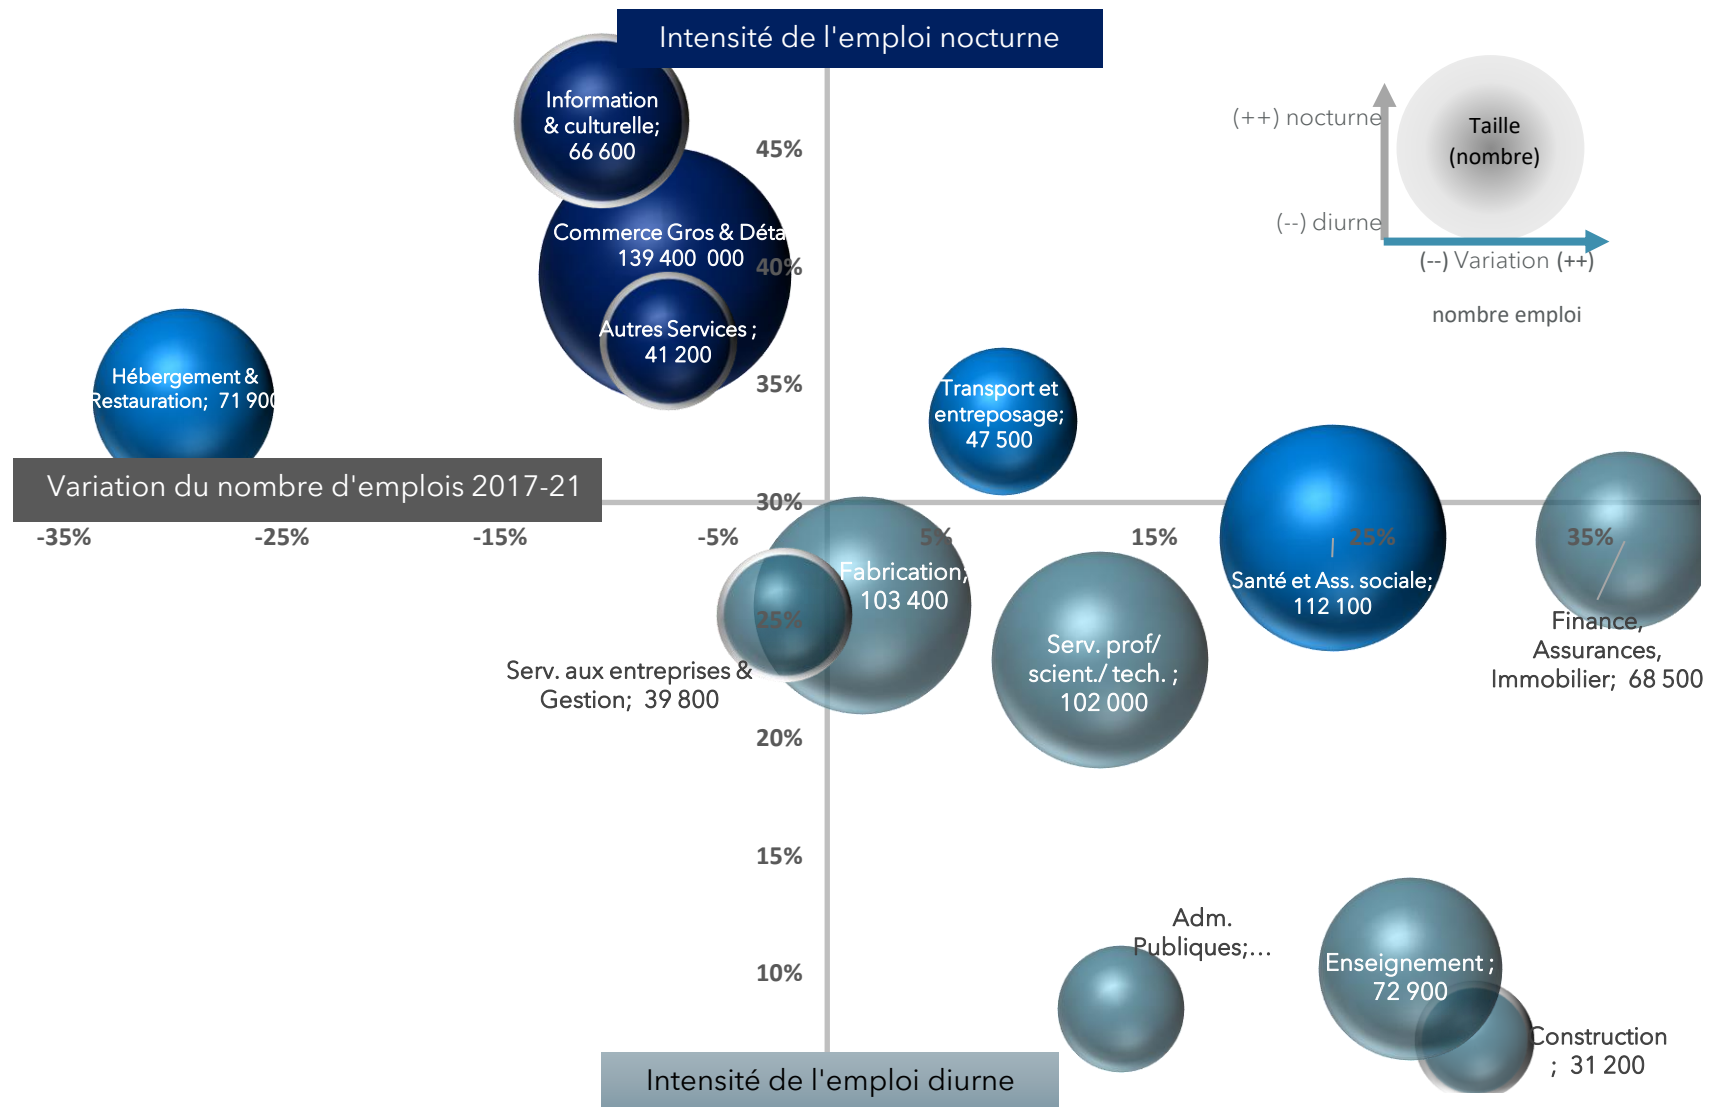 Intensité de l'emploi nocturne
Information
& culturelle;
66 600
45%
(++) nocturne
Taille
(nombre)
Commerce Gros & Déta
139 400 000
40%
(--) diurne
(--) Variation (++)
nombre emploi
Autres Services ;
41 200
35%
Hébergement &
Restauration; 71 900
Transport et
entreposage;
47 500
Variation du nombre d'emplois 2017-21
30%
-35%
-25%
-15%
-5%
5%
15%
25%
35%
Fabrication;
103 400
25%
Santé et Ass. sociale;
112 100
Finance,
Assurances,
Immobilier; 68 500
Serv. aux entreprises &
Gestion; 39 800
Serv. prof/
scient./ tech. ;
102 000
20%
15%
Adm.
Publiques;...
10%
Enseignement ;
72 900
Construction
; 31 200
Intensité de l'emploi diurne